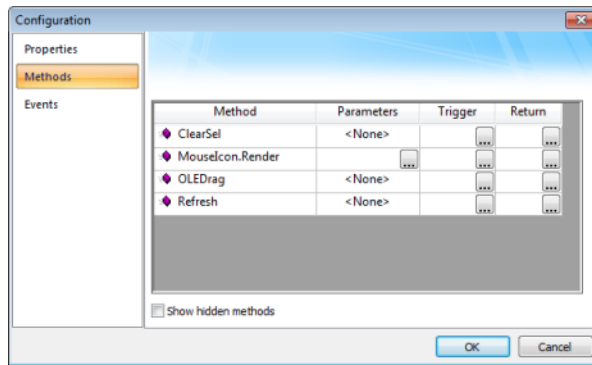 Configuration
Properties
Methods
Events
Method Parameters Trigger Return
ClearSel <None> ... ...
MouseIcon.Render ... ... ...
OLEDrag <None> ... ...
Refresh <None> ... ...
Show hidden methods
OK Cancel